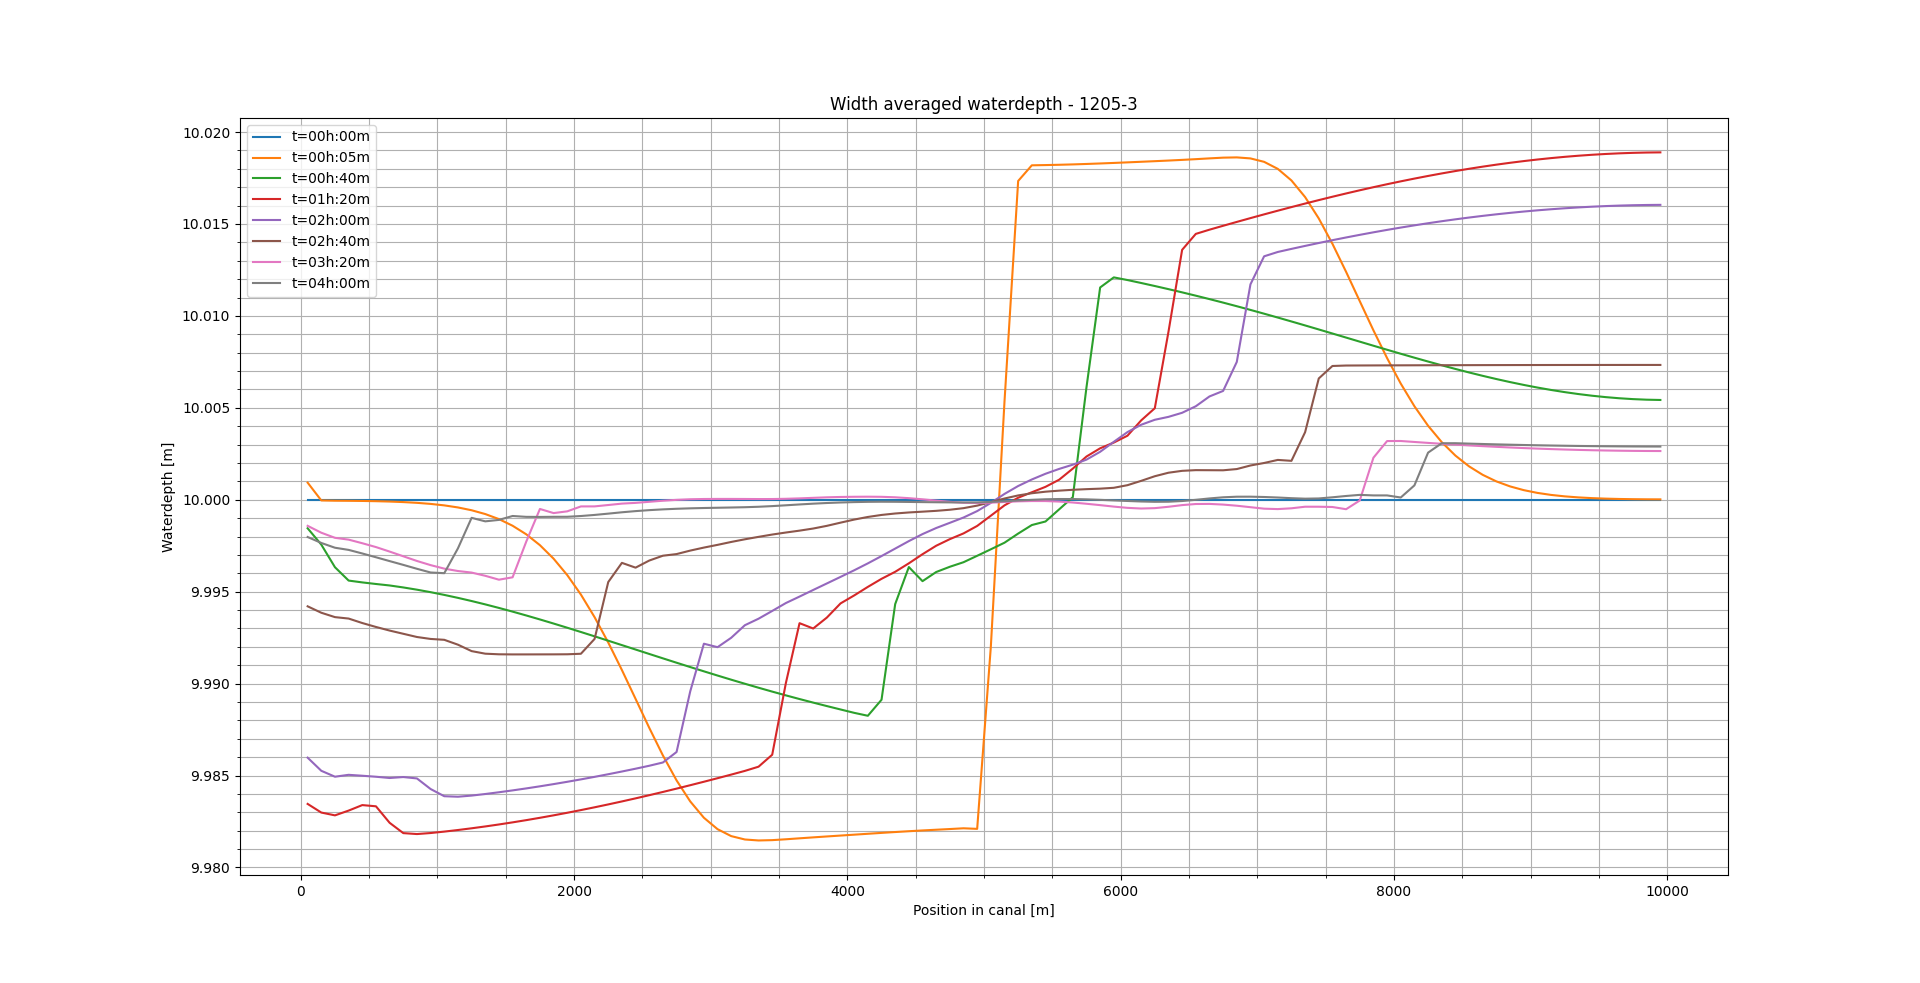 Width averaged waterdepth - 1205-3
t=00h:00m
t=00h:05m
t=00h:40m
t=01h:20m
t=02h:00m
t=02h:40m
t=03h:20m
t=04h:00m
Waterdepth [m]
10.020
10.015
10.010
10.005
10.000
9.995
9.990
9.985
9.980
0 2000 4000 6000 8000 10000
Position in canal [m]